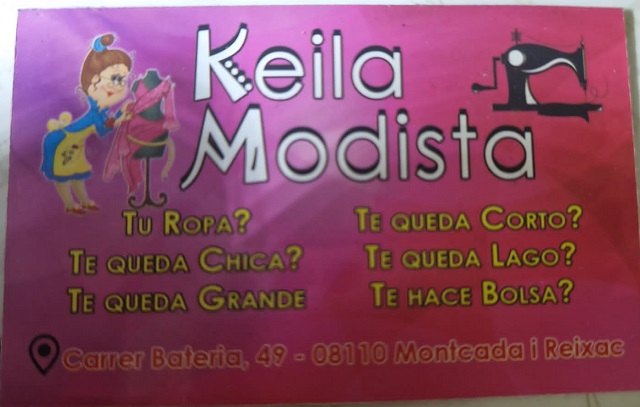 Keila
Modista
TU ROPA?
TE QUEDA CHICA?
TE QUEDA GRANDE
TE QUEDA CORTO?
TE QUEDA LAGO?
TE HACE BOLSA?
Carrer Bateria, 49 - 08110 Montcada i Reixac